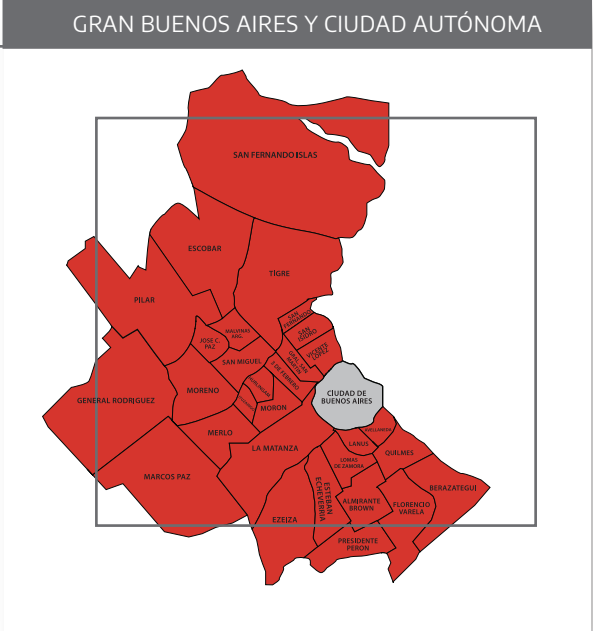 GRAN BUENOS AIRES Y CIUDAD AUTÓNOMA
SAN FERNANDO ISLAS
ESCOBAR
TIGRE
PILAR
SAN
FERNANDO
SAN
ISIDRO
MALVINAS
ARG.
JOSE C.
PAZ
VICENTE
LOPEZ
GRAL. SAN
MARTIN
SAN MIGUEL
3 DE FEBRERO
HURLINGAM
MORENO
CIUDAD DE
BUENOS AIRES
GENERAL RODRIGUEZ
ITUZAINGO
MORON
MERLO
AVELLANEDA
LANUS
LA MATANZA
QUILMES
LOMAS
DE ZAMORA
MARCOS PAZ
ESTEBAN
ECHEVERRIA
BERAZATEGUI
ALMIRANTE
BROWN
FLORENCIO
VARELA
EZEIZA
PRESIDENTE
PERON